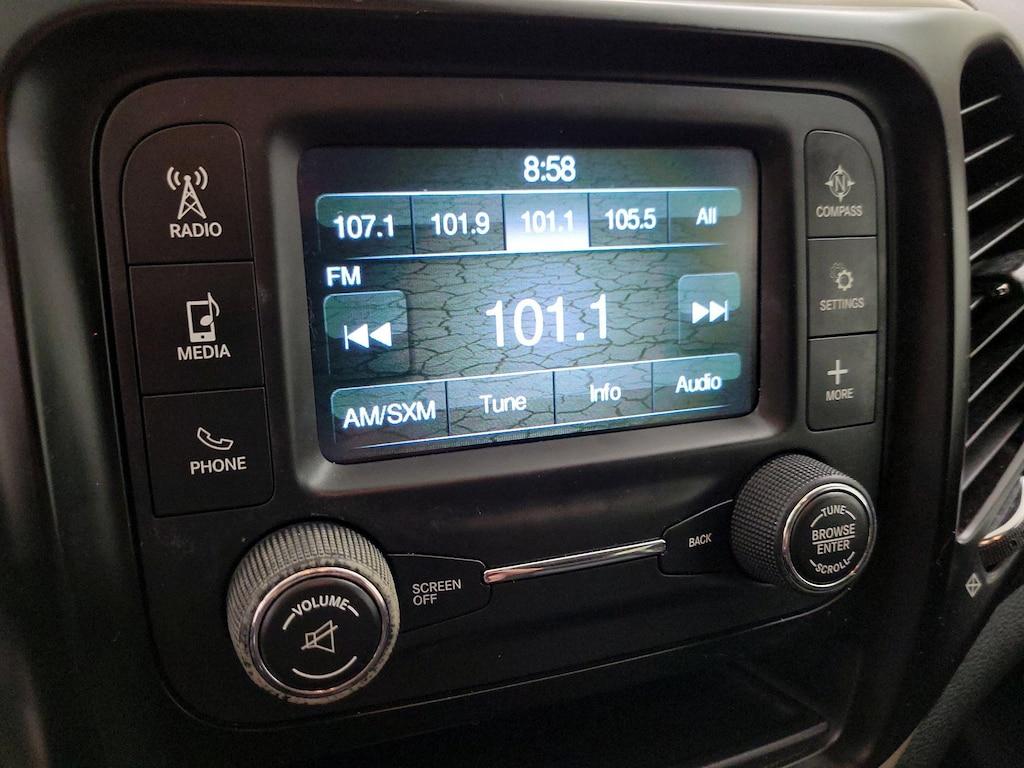 8:58
107.1 101.9 101.1 105.5 All
FM
101.1
AM/SXM Tune Info Audio
RADIO
MEDIA
PHONE
N
COMPASS
SETTINGS
MORE
VOLUME
SCREEN
OFF
BACK
TUNE
BROWSE
ENTER
SCROLL